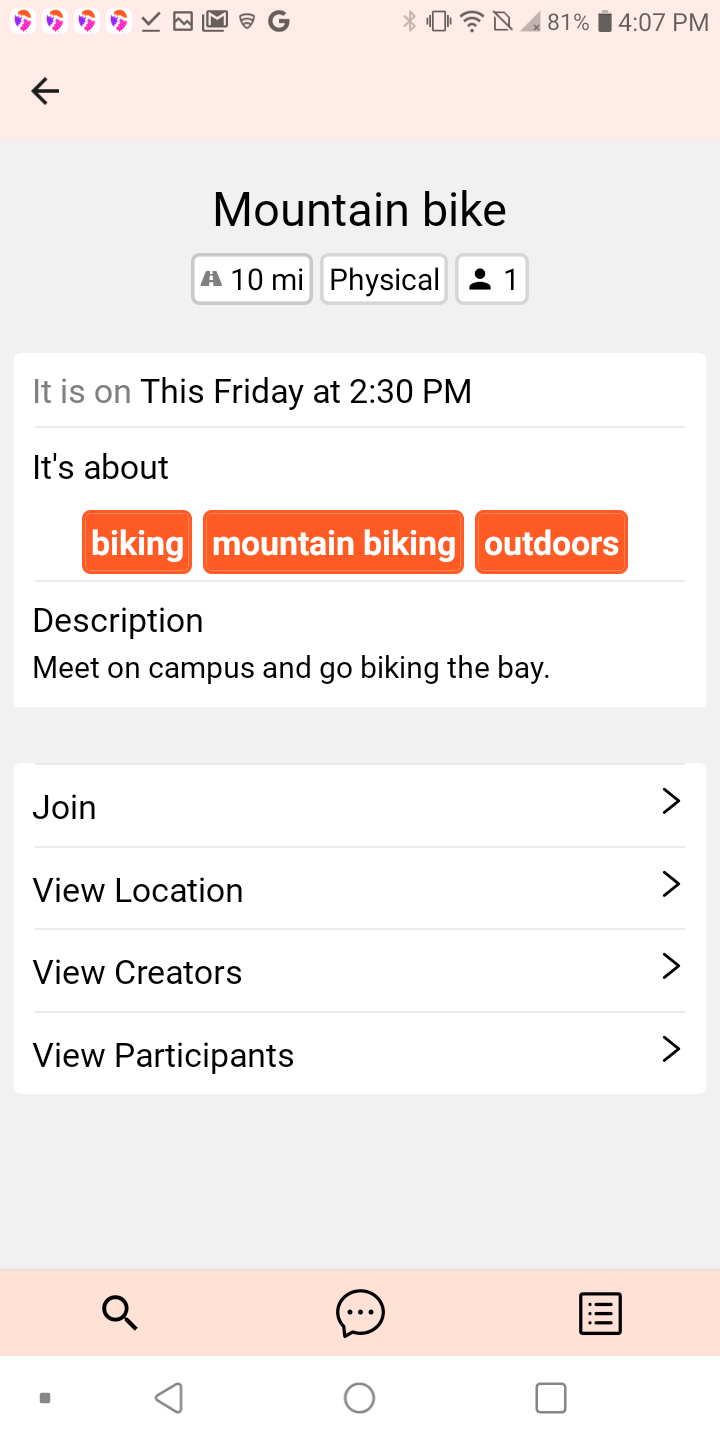 81% 4:07 PM
Mountain bike
10 mi Physical 1
It is on This Friday at 2:30 PM
It's about
biking mountain biking outdoors
Description
Meet on campus and go biking the bay.
Join
View Location
View Creators
View Participants